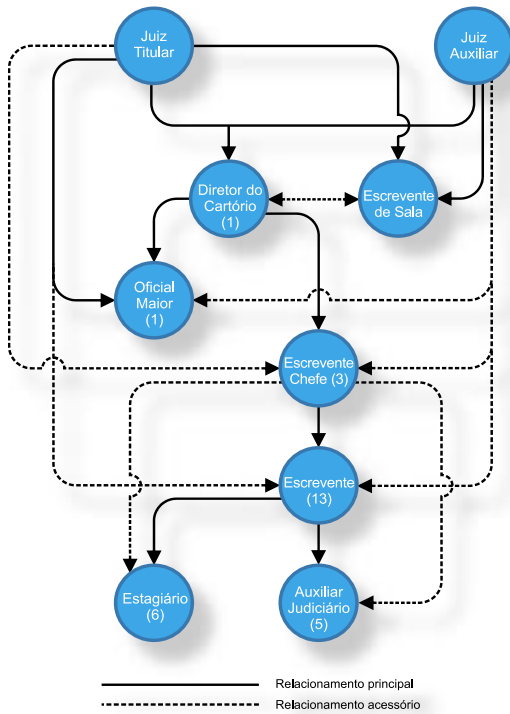 Juiz
Titular
Juiz
Auxiliar
Diretor do
Cartório
(1)
Escrevente
de Sala
Oficial
Maior
(1)
Escrevente
Chefe (3)
Escrevente
(13)
Estagiário
(6)
Auxiliar
Judiciário
(5)
Relacionamento principal
Relacionamento acessório